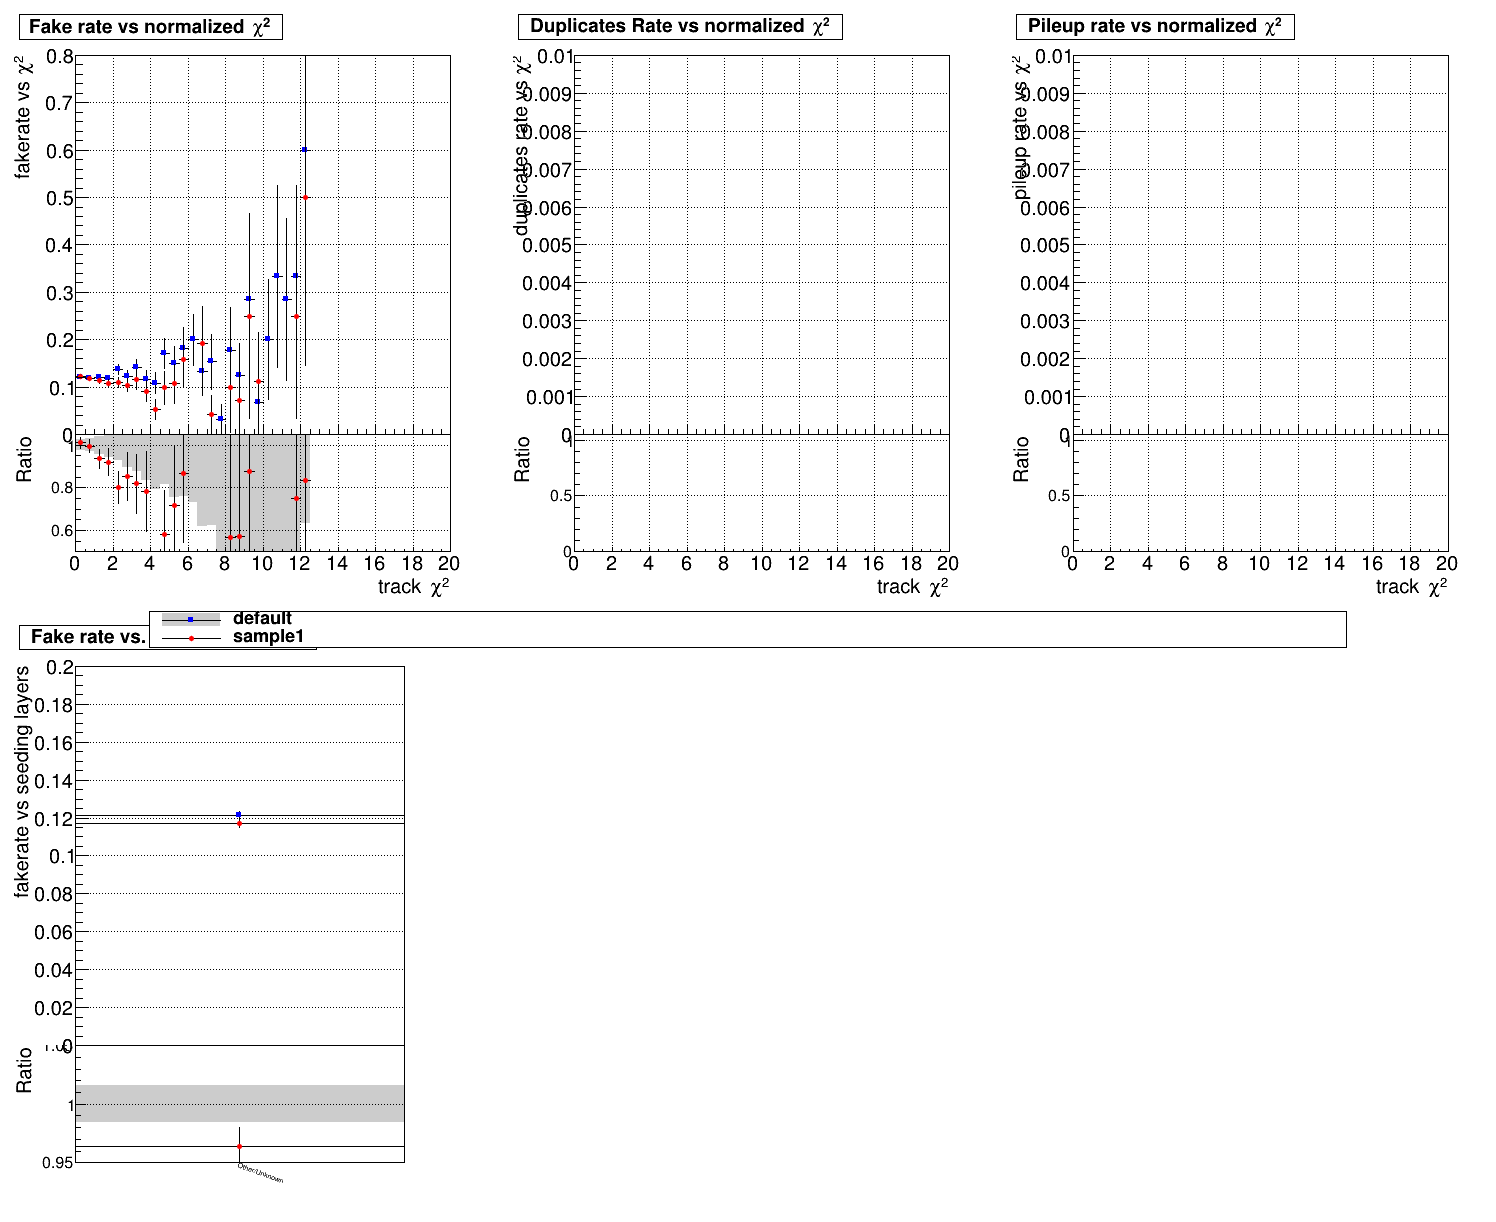 Fake rate vs normalized χ²
fakerate vs χ²
0.8
0.7
0.6
0.5
0.4
0.3
0.2
0.1
0
Ratio
0.8
0.6
0 2 4 6 8 10 12 14 16 18 20
track χ²
Duplicates Rate vs normalized χ²
duplicates rate vs χ²
0.01
0.009
0.008
0.007
0.006
0.005
0.004
0.003
0.002
0.001
0
Ratio
1
0.5
0
0 2 4 6 8 10 12 14 16 18 20
track χ²
Pileup rate vs normalized χ²
pileup rate vs χ²
0.01
0.009
0.008
0.007
0.006
0.005
0.004
0.003
0.002
0.001
0
Ratio
1
0.5
0
0 2 4 6 8 10 12 14 16 18 20
track χ²
default
sample1
Fake rate vs.
fakerate vs seeding layers
0.2
0.18
0.16
0.14
0.12
0.1
0.08
0.06
0.04
0.02
0
Ratio
1
0.95
Other/Unknown